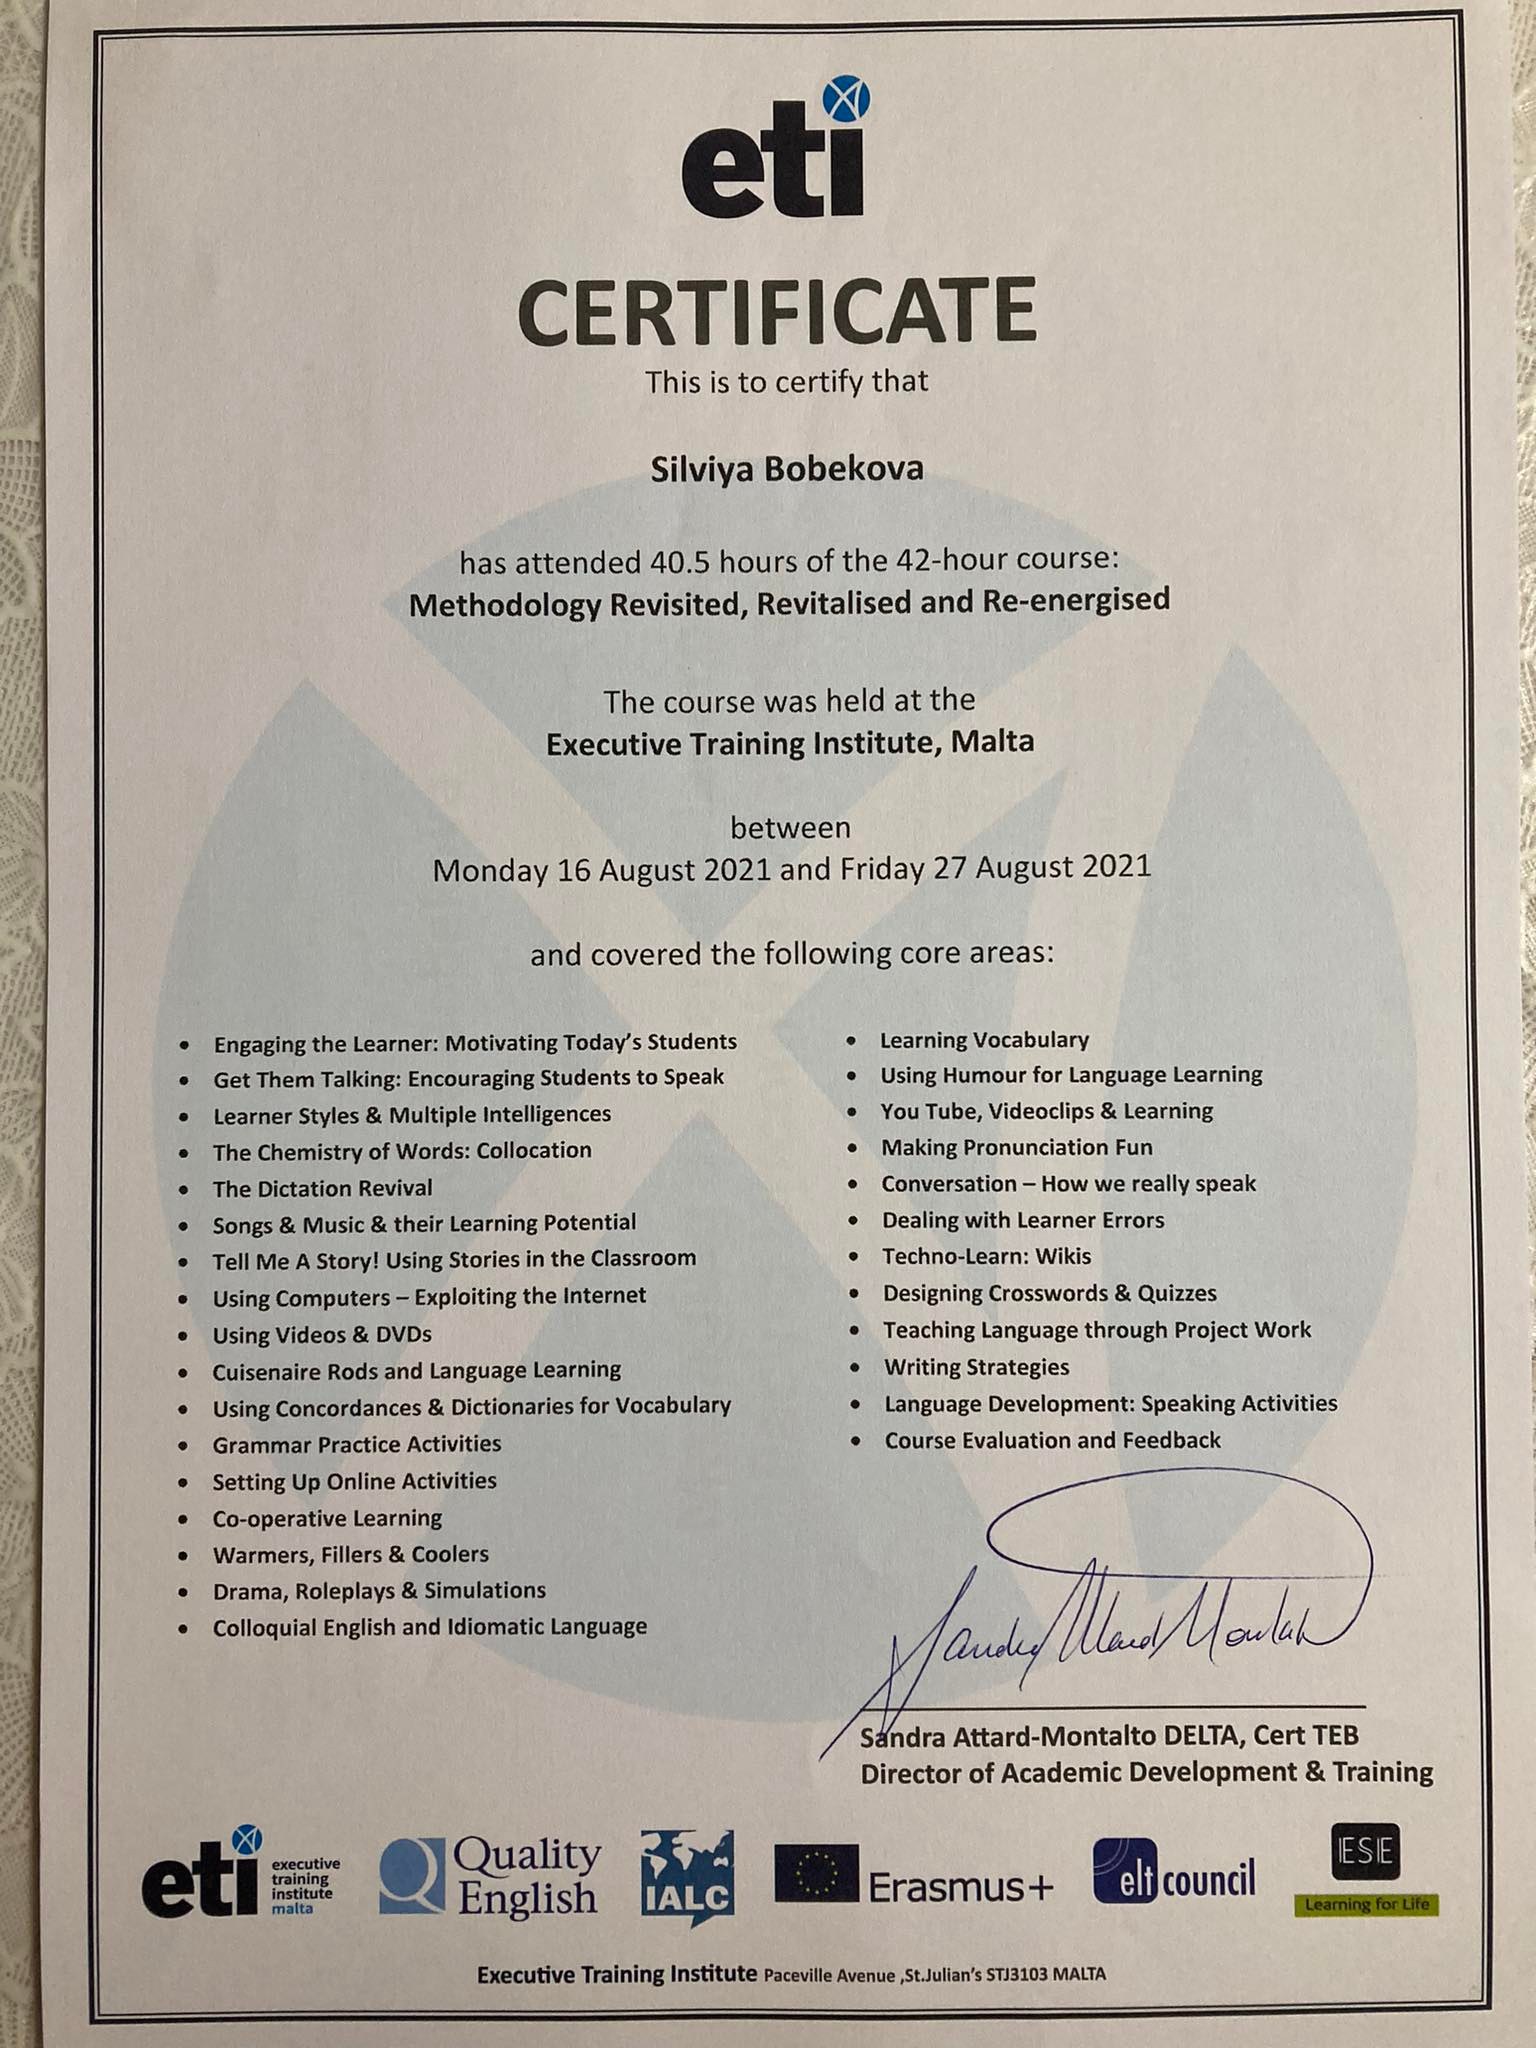 eti
CERTIFICATE
This is to certify that
Silviya Bobekova
has attended 40.5 hours of the 42-hour course:
Methodology Revisited, Revitalised and Re-energised
The course was held at the
Executive Training Institute, Malta
between
Monday 16 August 2021 and Friday 27 August 2021
and covered the following core areas:
• Engaging the Learner: Motivating Today's Students
• Get Them Talking: Encouraging Students to Speak
• Learner Styles & Multiple Intelligences
• The Chemistry of Words: Collocation
• The Dictation Revival
• Songs & Music & their Learning Potential
• Tell Me A Story! Using Stories in the Classroom
• Using Computers – Exploiting the Internet
• Using Videos & DVDs
• Cuisenaire Rods and Language Learning
• Using Concordances & Dictionaries for Vocabulary
• Grammar Practice Activities
• Setting Up Online Activities
• Co-operative Learning
• Warmers, Fillers & Coolers
• Drama, Roleplays & Simulations
• Colloquial English and Idiomatic Language
• Learning Vocabulary
• Using Humour for Language Learning
• You Tube, Videoclips & Learning
• Making Pronunciation Fun
• Conversation – How we really speak
• Dealing with Learner Errors
• Techno-Learn: Wikis
• Designing Crosswords & Quizzes
• Teaching Language through Project Work
• Writing Strategies
• Language Development: Speaking Activities
• Course Evaluation and Feedback
Sandra Attard Montalto
Sandra Attard-Montalto DELTA, Cert TEB
Director of Academic Development & Training
eti
executive
training
institute
malta
Quality
English
IALC
Erasmus+
elt council
ESE
Learning for Life
Executive Training Institute Paceville Avenue ,St.Julian's STJ3103 MALTA